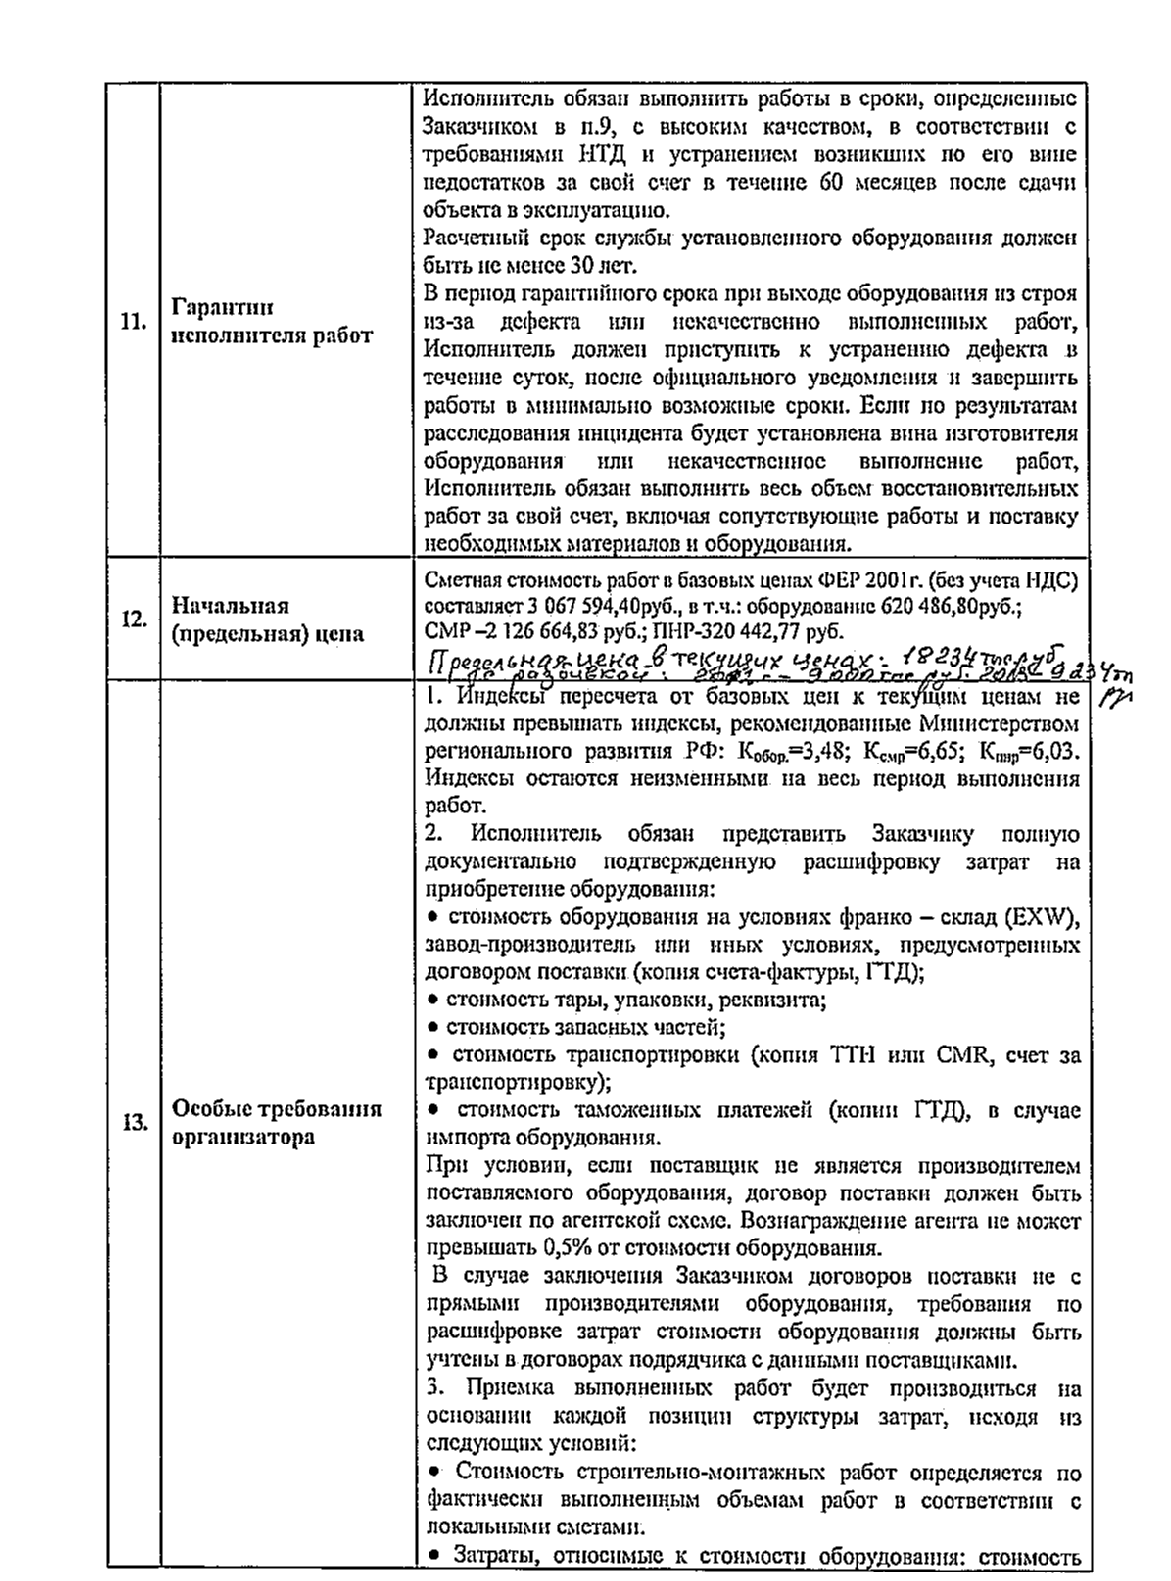 Исполнитель обязан выполнить работы в сроки, определенные
Заказчиком в п.9, с высоким качеством, в соответствии с
требованиями НТД и устранением возникших по его вине
недостатков за свой счет в течение 60 месяцев после сдачи
объекта в эксплуатацию.
Расчетный срок службы установленного оборудования должен
быть не менее 30 лет.
11.
Гарантии
исполнителя работ
В период гарантийного срока при выходе оборудования из строя
из-за дефекта или некачественно выполненных работ,
Исполнитель должен приступить к устранению дефекта в
течение суток, после официального уведомления и завершить
работы в минимально возможные сроки. Если по результатам
расследования инцидента будет установлена вина изготовителя
оборудования или некачественное выполнение работ,
Исполнитель обязан выполнить весь объем восстановительных
работ за свой счет, включая сопутствующие работы и поставку
необходимых материалов и оборудования.
12.
Начальная
(предельная) цена
Сметная стоимость работ в базовых ценах ФЕР 2001г. (без учета НДС)
составляет 3 067 594,40руб., в т.ч.: оборудование 620 486,80руб.;
СМР –2 126 664,83 руб.; ПНР-320 442,77 руб.
Предельная цена в текущих ценах: 18234 тыс руб
13.
Особые требования
организатора
1. Индексы пересчета от базовых цен к текущим ценам не
должны превышать индексы, рекомендованные Министерством
регионального развития РФ: Кобор.=3,48; Ксмр=6,65; Кпнр=6,03.
Индексы остаются неизменными на весь период выполнения
работ.
2. Исполнитель обязан представить Заказчику полную
документально подтвержденную расшифровку затрат на
приобретение оборудования:
• стоимость оборудования на условиях франко – склад (EXW),
завод-производитель или иных условиях, предусмотренных
договором поставки (копия счета-фактуры, ГТД);
• стоимость тары, упаковки, реквизита;
• стоимость запасных частей;
• стоимость транспортировки (копия ТТН или CMR, счет за
транспортировку);
• стоимость таможенных платежей (копии ГТД), в случае
импорта оборудования.
При условии, если поставщик не является производителем
поставляемого оборудования, договор поставки должен быть
заключен по агентской схеме. Вознаграждение агента не может
превышать 0,5% от стоимости оборудования.
В случае заключения Заказчиком договоров поставки не с
прямыми производителями оборудования, требования по
расшифровке затрат стоимости оборудования должны быть
учтены в договорах подрядчика с данными поставщиками.
3. Приемка выполненных работ будет производиться на
основании каждой позиции структуры затрат, исходя из
следующих условий:
• Стоимость строительно-монтажных работ определяется по
фактически выполненным объемам работ в соответствии с
локальными сметами.
• Затраты, относимые к стоимости оборудования: стоимость